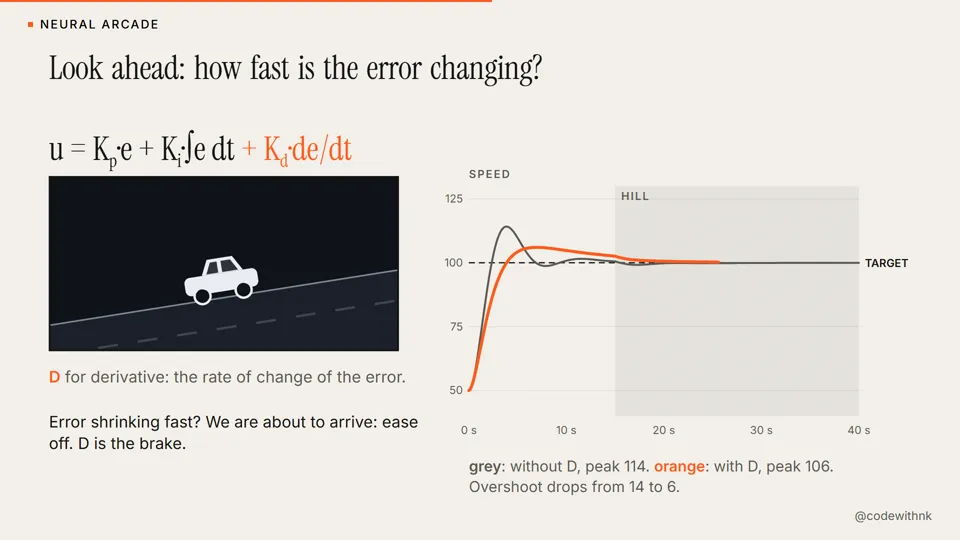 NEURAL ARCADE
Look ahead: how fast is the error changing?
u = Kp·e + Ki·∫e dt + Kd·de/dt
D for derivative: the rate of change of the error.
Error shrinking fast? We are about to arrive: ease
off. D is the brake.
SPEED
HILL
125
100
75
50
TARGET
0 s 10 s 20 s 30 s 40 s
grey: without D, peak 114. orange: with D, peak 106.
Overshoot drops from 14 to 6.
@codewithnk